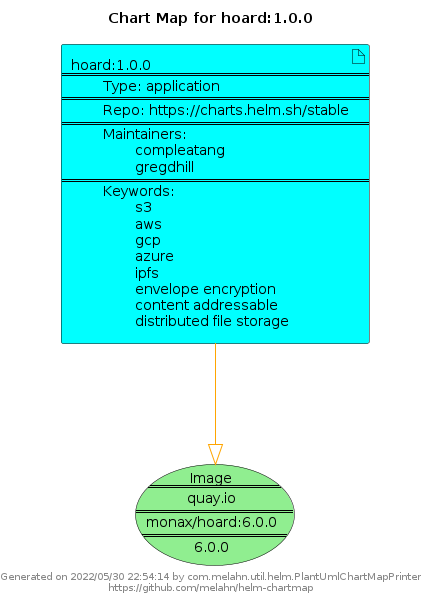 Chart Map for hoard:1.0.0
hoard:1.0.0
Type: application
Repo: https://charts.helm.sh/stable
Maintainers:
compleatang
gregdhill
Keywords:
s3
aws
gcp
azure
ipfs
envelope encryption
content addressable
distributed file storage
Image
quay.io
monax/hoard:6.0.0
6.0.0
Generated on 2022/05/30 22:54:14 by com.melahn.util.helm.PlantUmlChartMapPrinter
https://github.com/melahn/helm-chartmap